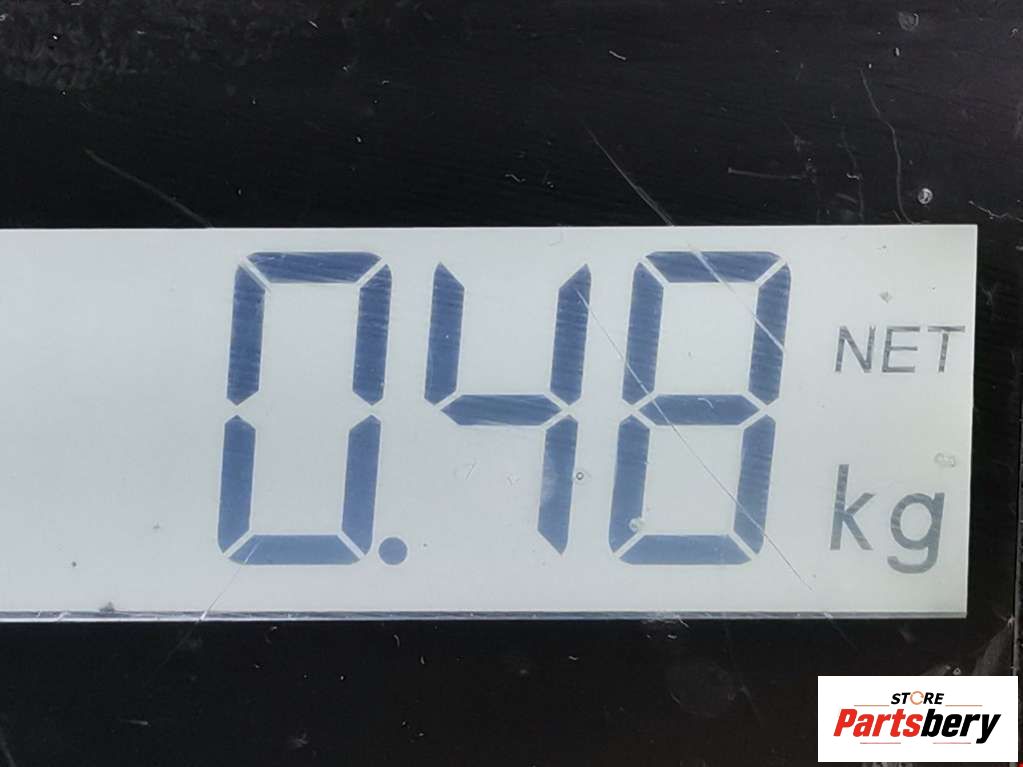 0.48
NET
kg
STORE
Partsbery